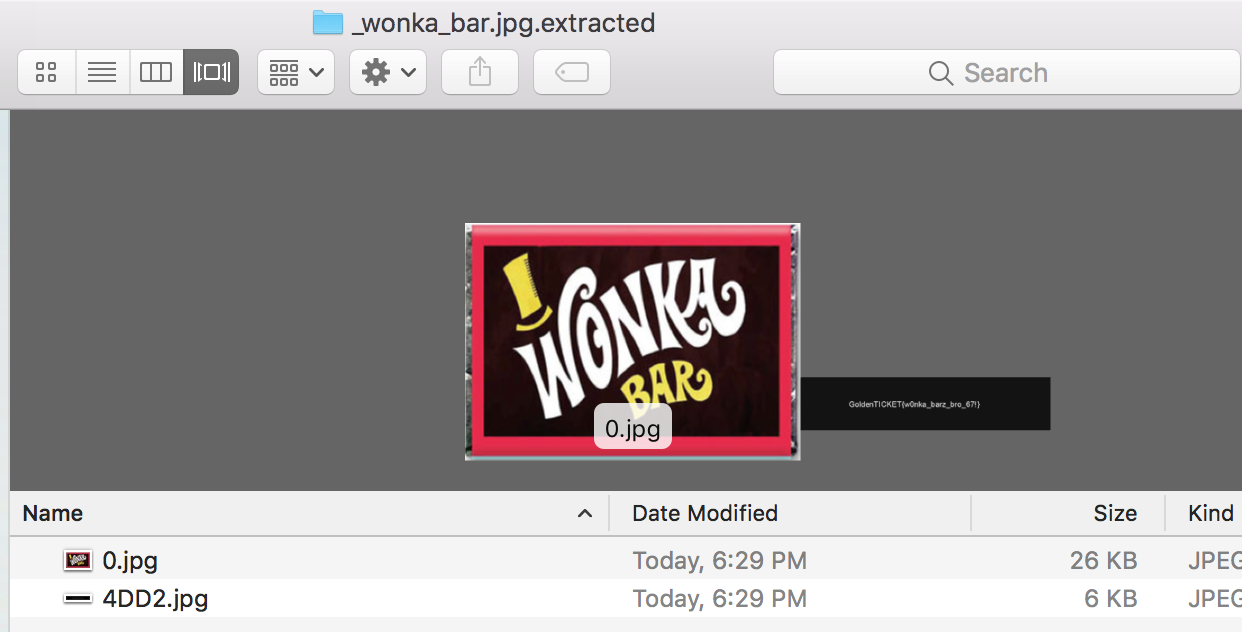 _wonka_bar.jpg.extracted
Search
WONKA
BAR
0.jpg
GoldenTICKET{w0nka_barz_bro_67!}
Name Date Modified Size Kind
0.jpg Today, 6:29 PM 26 KB JPEG
4DD2.jpg Today, 6:29 PM 6 KB JPEG